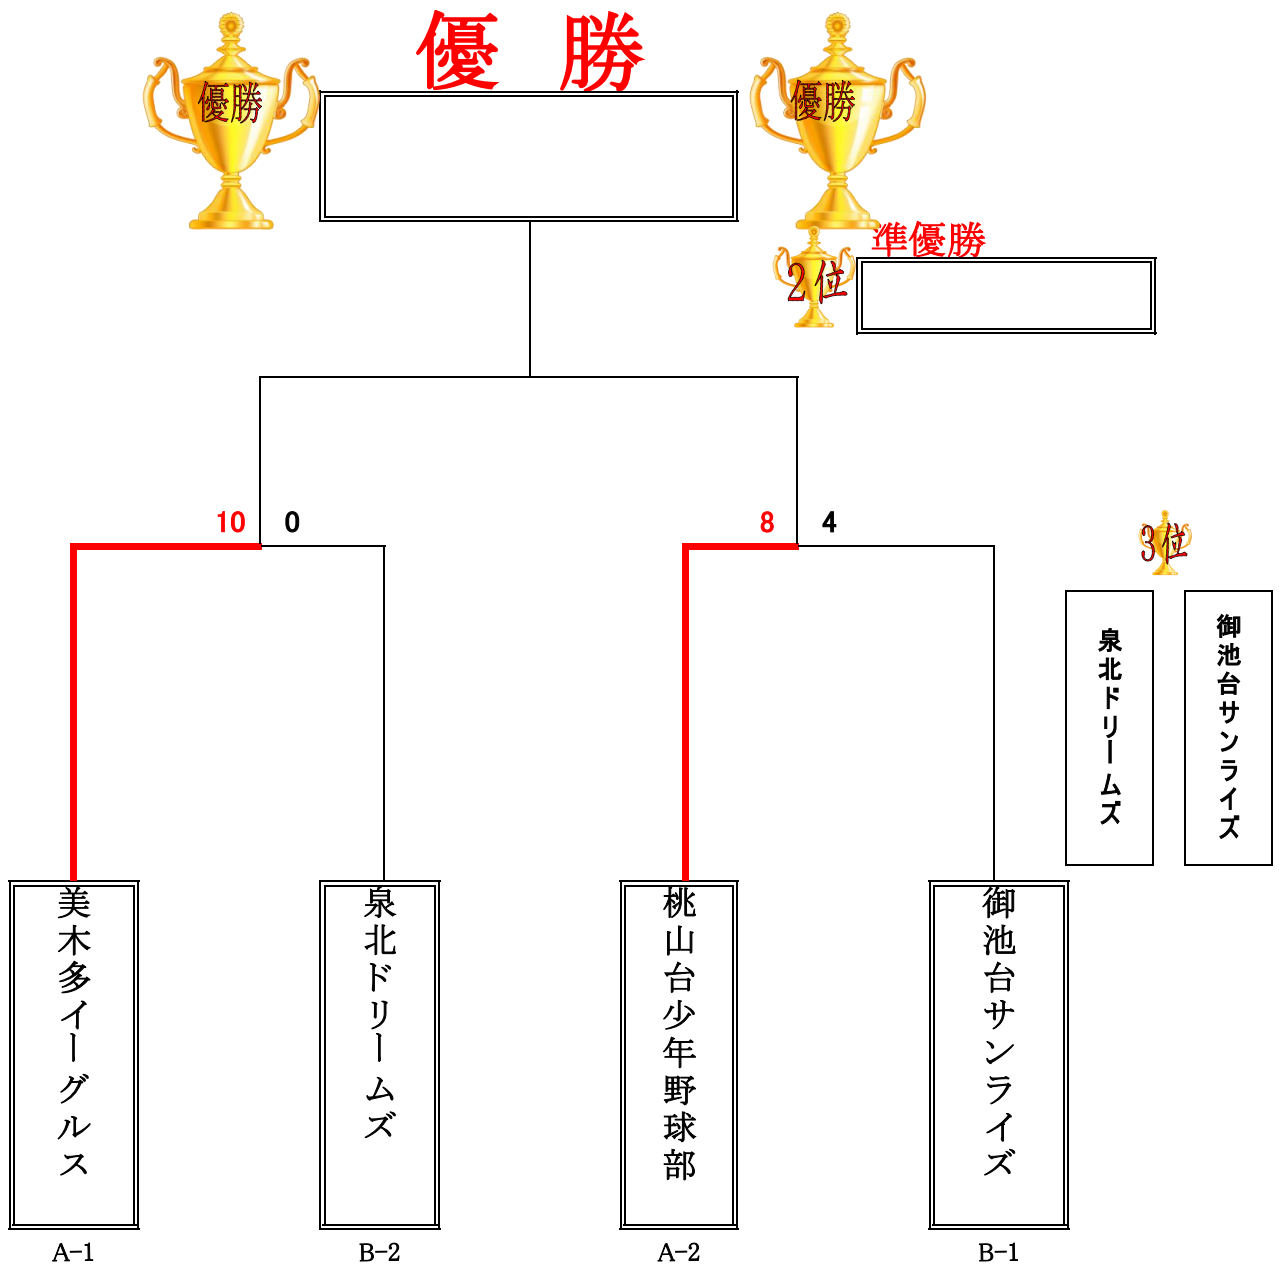 優 勝
優勝
優勝
準優勝
2位
10
0
8
4
3位
泉北ドリームズ
御池台サンライズ
美木多イーグルス
泉北ドリームズ
桃山台少年野球部
御池台サンライズ
A-1
B-2
A-2
B-1